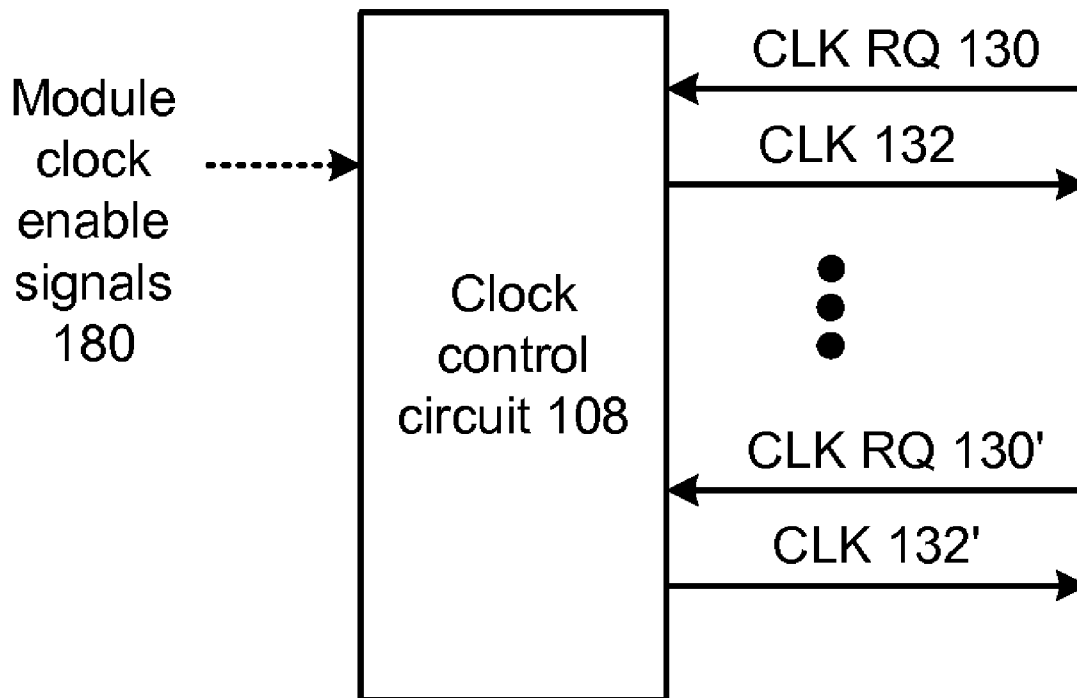 Module
clock
enable
signals
180
Clock
control
circuit 108
CLK RQ 130
CLK 132
CLK RQ 130'
CLK 132'